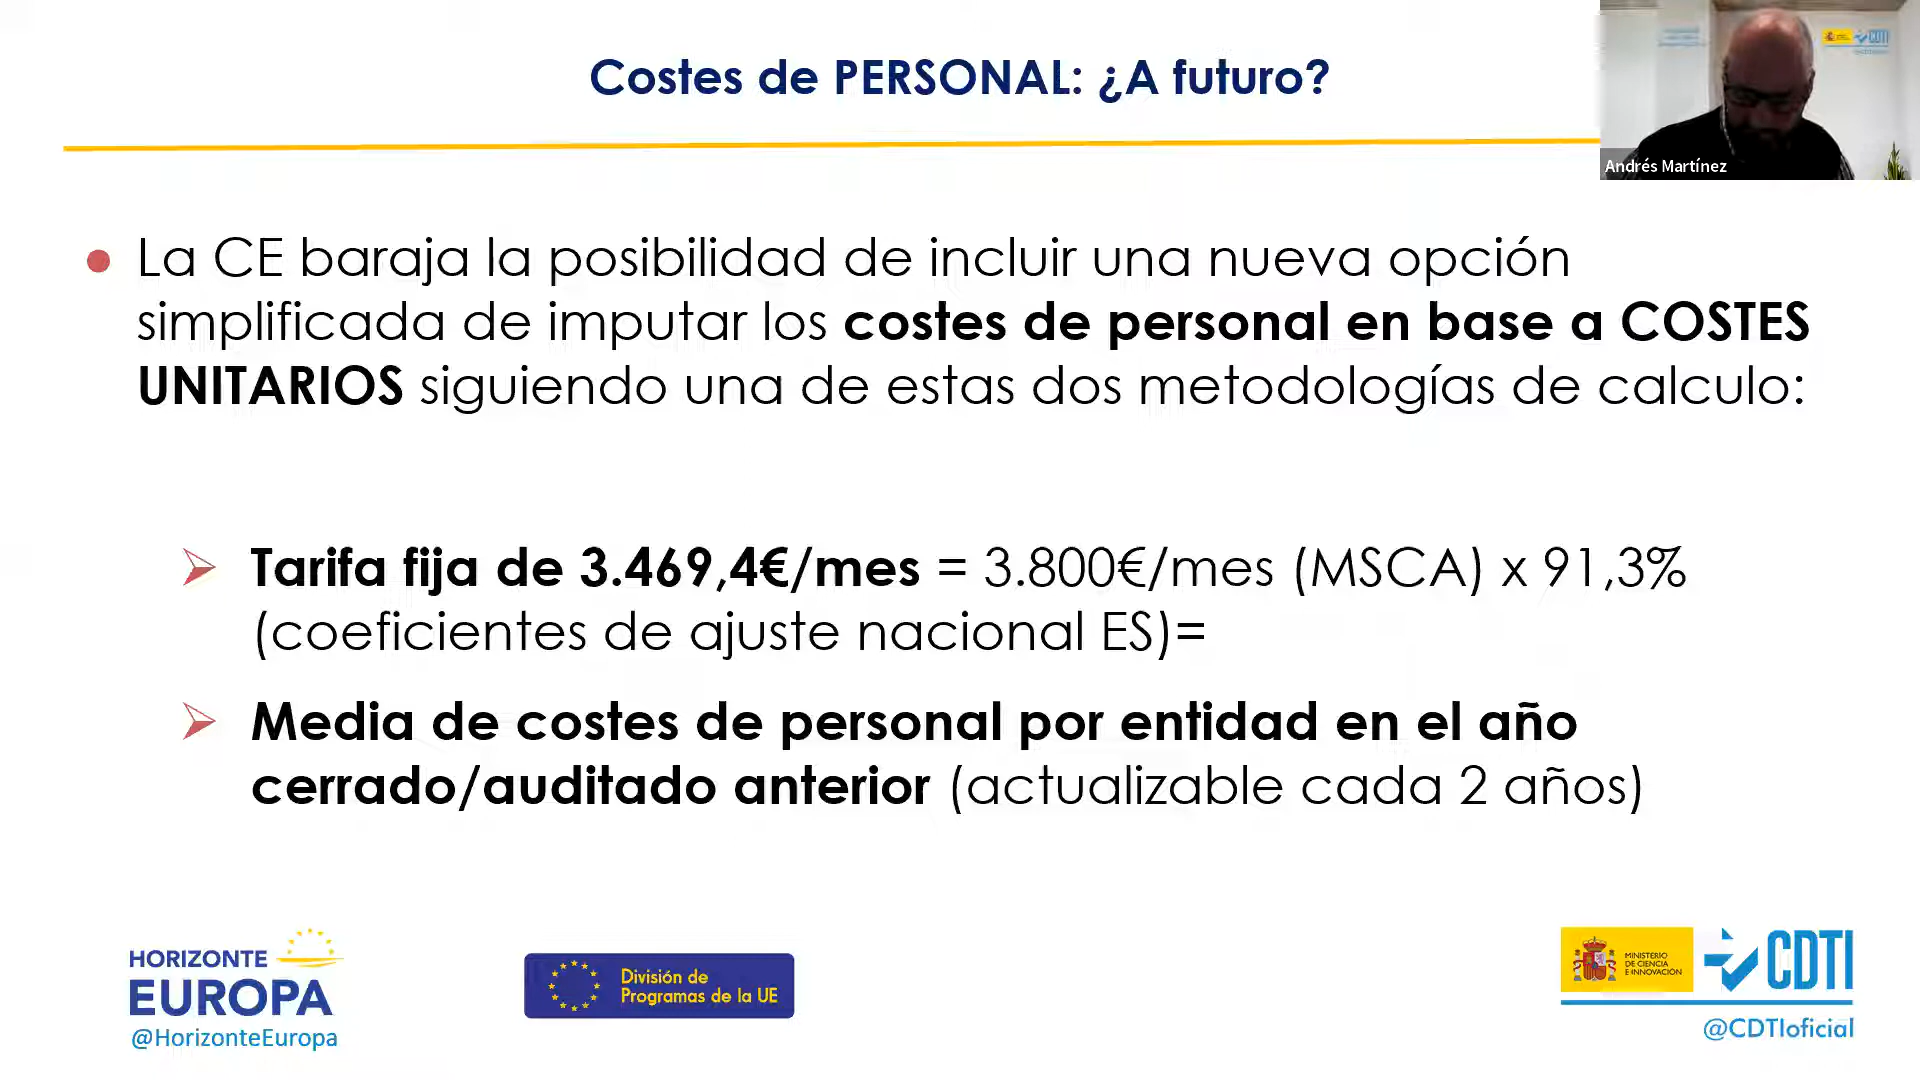 Costes de PERSONAL: ¿A futuro?
CDTI
Andrés Martínez
La CE baraja la posibilidad de incluir una nueva opción
simplificada de imputar los costes de personal en base a COSTES
UNITARIOS siguiendo una de estas dos metodologías de calculo:
Tarifa fija de 3.469,4€/mes = 3.800€/mes (MSCA) x 91,3%
(coeficientes de ajuste nacional ES)=
Media de costes de personal por entidad en el año
cerrado/auditado anterior (actualizable cada 2 años)
HORIZONTE
EUROPA
@HorizonteEuropa
División de
Programas de la UE
MINISTERIO
DE CIENCIA
E INNOVACIÓN
CDTI
@CDTIoficial